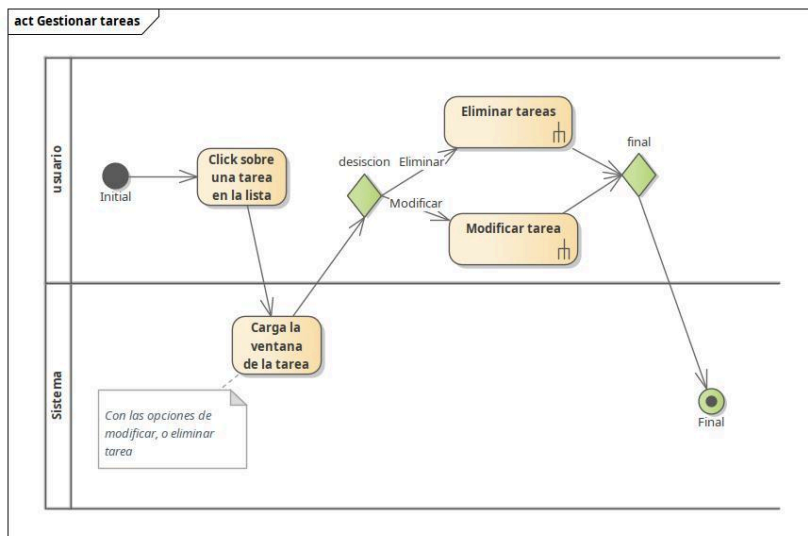 act Gestionar tareas
usuario
Initial
Click sobre
una tarea
en la lista
desiscion
Eliminar
Modificar
Eliminar tareas
Modificar tarea
final
Sistema
Carga la
ventana
de la tarea
Con las opciones de
modificar, o eliminar
tarea
Final